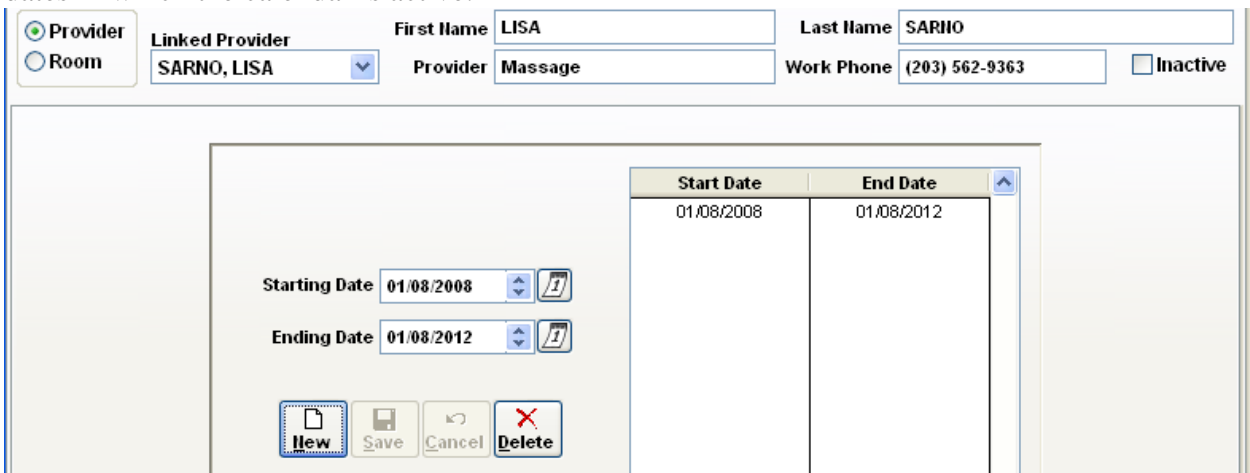 Provider
Room
Linked Provider
SARNO, LISA
First Name LISA
Last Name SARNO
Provider Massage
Work Phone (203) 562-9363
Inactive
Start Date End Date
01/08/2008 01/08/2012
Starting Date 01/08/2008
Ending Date 01/08/2012
New Save Cancel Delete